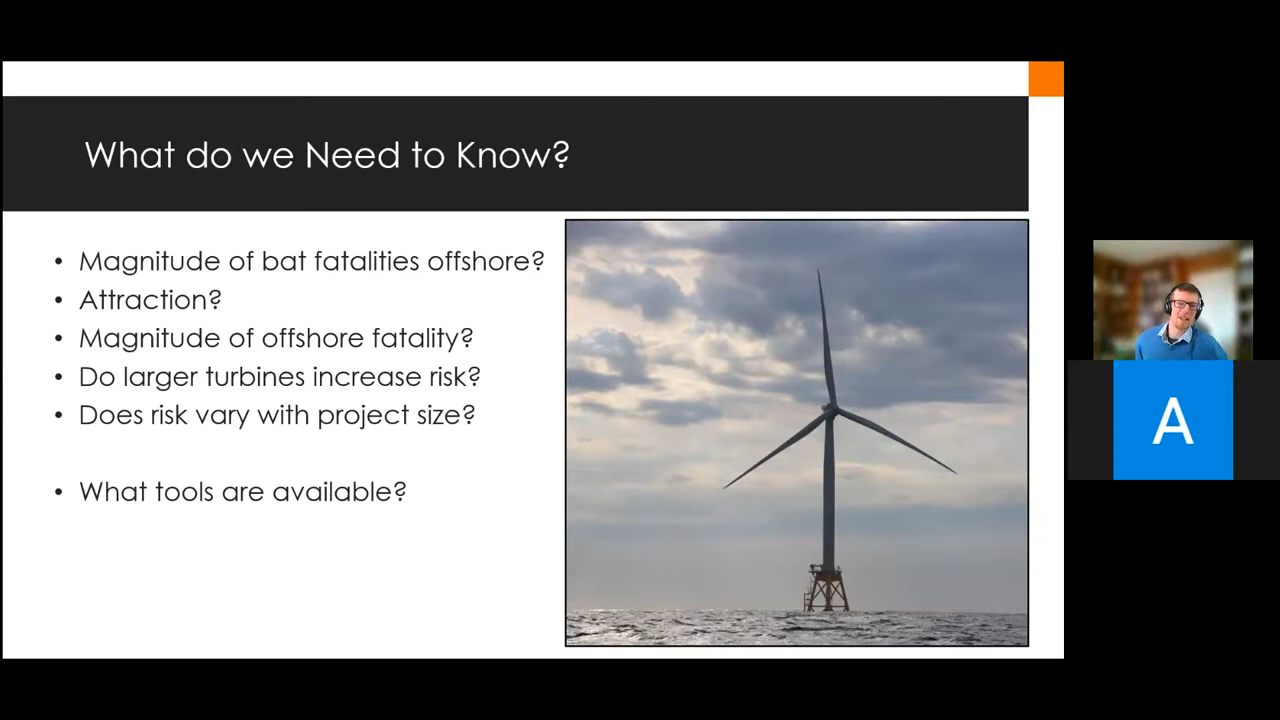 What do we Need to Know?
• Magnitude of bat fatalities offshore?
• Attraction?
• Magnitude of offshore fatality?
• Do larger turbines increase risk?
• Does risk vary with project size?
• What tools are available?
A